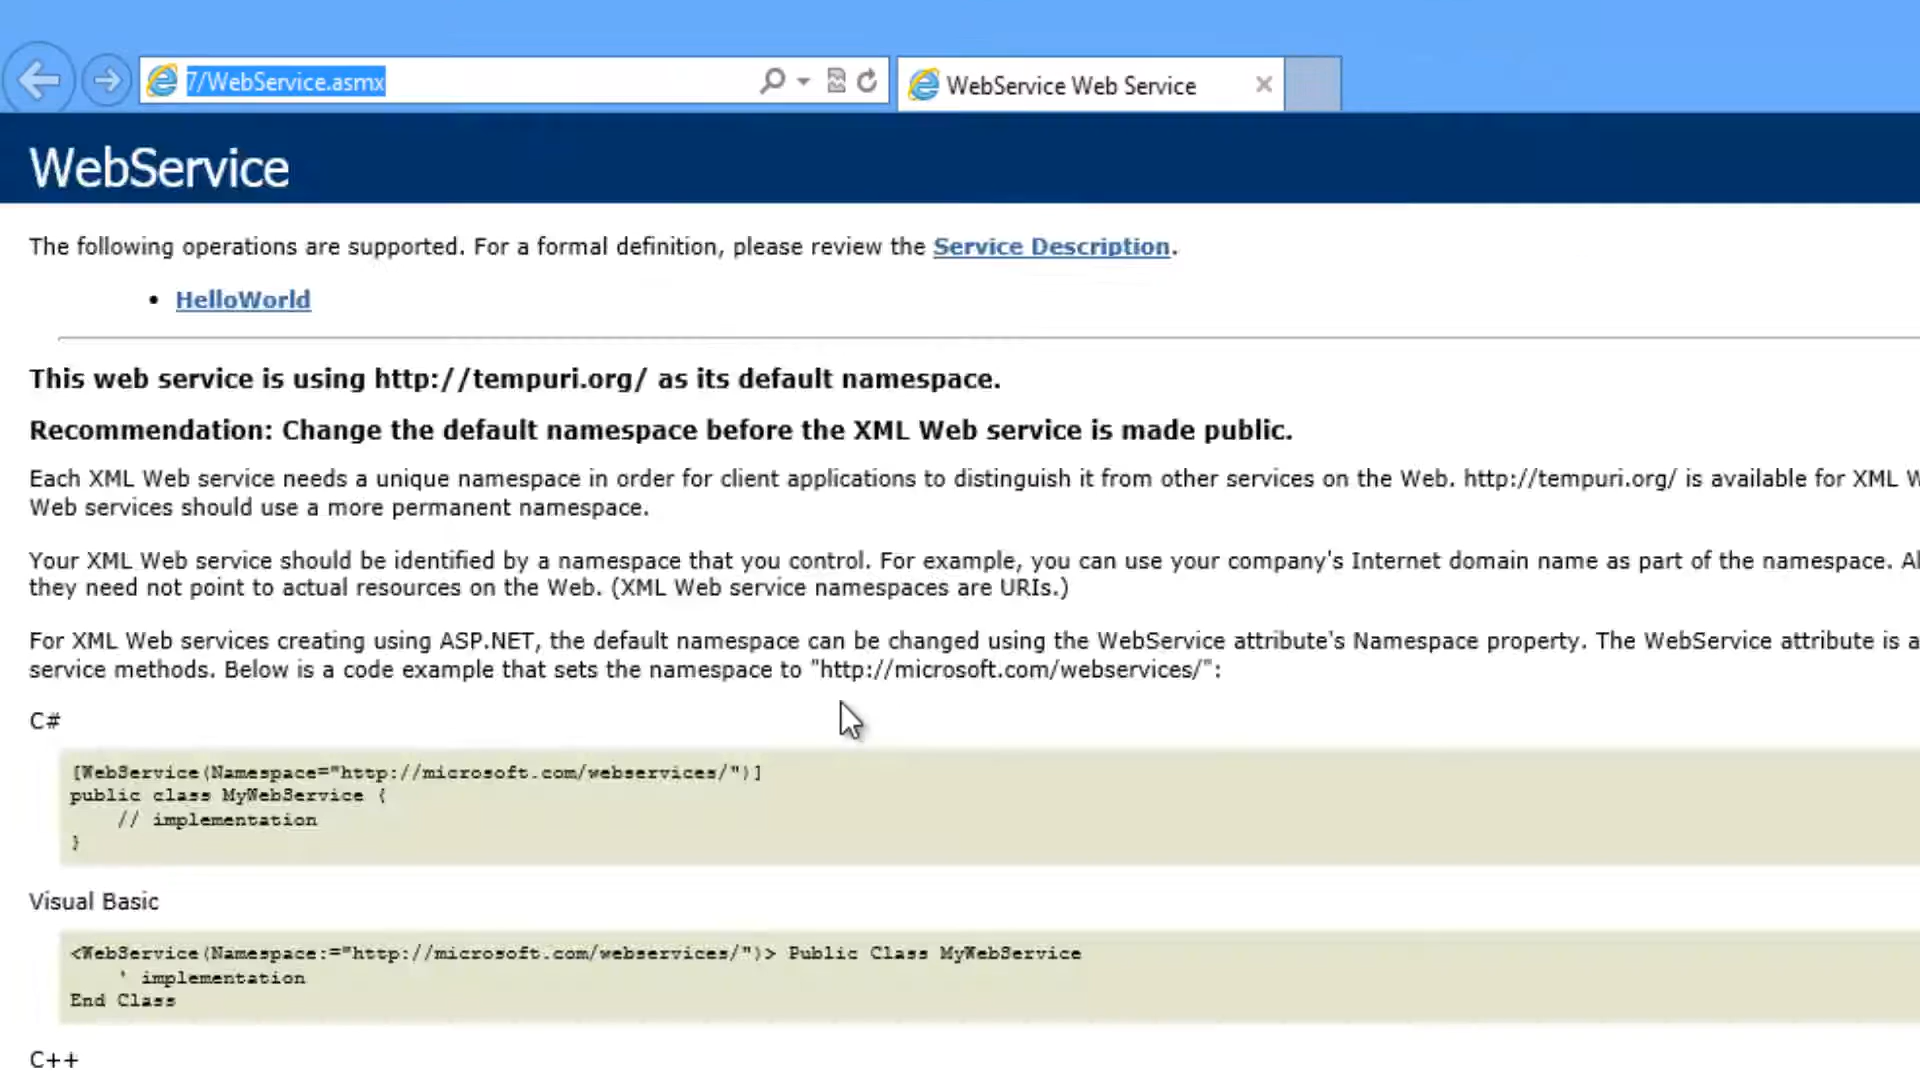 7/WebService.asmx
WebService Web Service
WebService
The following operations are supported. For a formal definition, please review the Service Description.
• HelloWorld
This web service is using http://tempuri.org/ as its default namespace.
Recommendation: Change the default namespace before the XML Web service is made public.
Each XML Web service needs a unique namespace in order for client applications to distinguish it from other services on the Web. http://tempuri.org/ is available for XML W
Web services should use a more permanent namespace.
Your XML Web service should be identified by a namespace that you control. For example, you can use your company's Internet domain name as part of the namespace. Al
they need not point to actual resources on the Web. (XML Web service namespaces are URIs.)
For XML Web services creating using ASP.NET, the default namespace can be changed using the WebService attribute's Namespace property. The WebService attribute is a
service methods. Below is a code example that sets the namespace to "http://microsoft.com/webservices/":
C#
[WebService(Namespace="http://microsoft.com/webservices/")]
public class MyWebService {
// implementation
}
Visual Basic
<WebService(Namespace:="http://microsoft.com/webservices/")> Public Class MyWebService
' implementation
End Class
C++